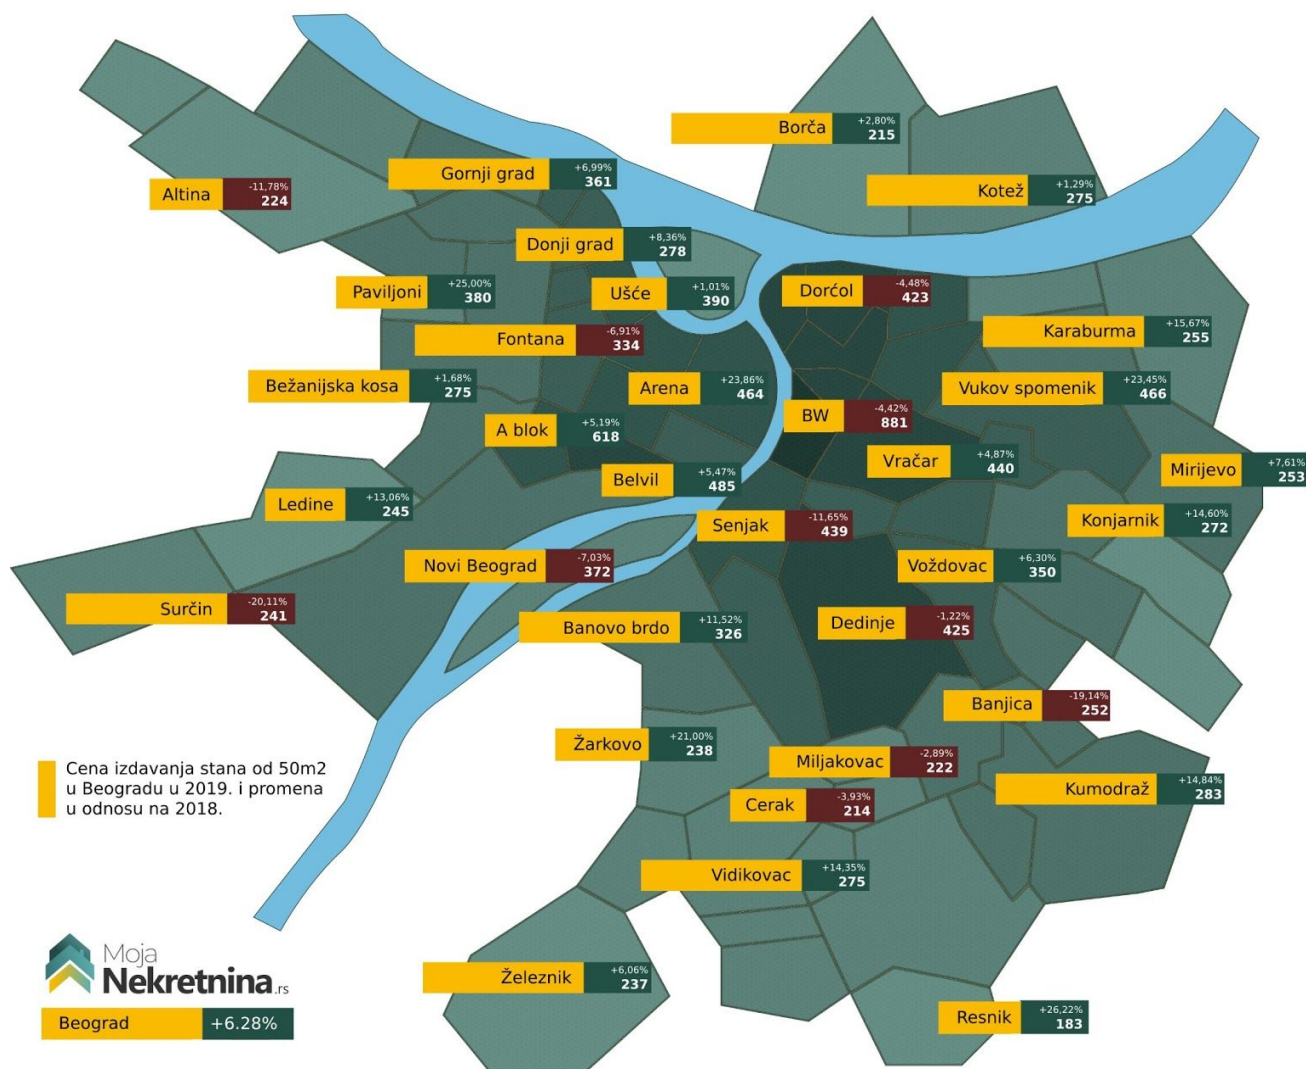 Borča
+2,80%
215
Gornji grad
+6,99%
361
Altina
-11,78%
224
Kotež
+1,29%
275
Donji grad
+8,36%
278
Paviljoni
+25,00%
380
Ušće
+1,01%
390
Dorćol
-4,48%
423
Fontana
-6,91%
334
Karaburma
+15,67%
255
Bežanijska kosa
+1,68%
275
Arena
+23,86%
464
Vukov spomenik
+23,45%
466
BW
-4,42%
881
A blok
+5,19%
618
Vračar
+4,87%
440
Mirijevo
+7,61%
253
Belvil
+5,47%
485
Ledine
+13,06%
245
Senjak
-11,65%
439
Konjarnik
+14,60%
272
Novi Beograd
-7,03%
372
Voždovac
+6,30%
350
Surčin
-20,11%
241
Banovo brdo
+11,52%
326
Dedinje
-1,22%
425
Banjica
-19,14%
252
Žarkovo
+21,00%
238
Miljakovac
-2,89%
222
Kumodraž
+14,84%
283
Cerak
-3,93%
214
Cena izdavanja stana od 50m2
u Beogradu u 2019. i promena
u odnosu na 2018.
Vidikovac
+14,35%
275
Železnik
+6,06%
237
Resnik
+26,22%
183
Moja
Nekretnina.rs
Beograd +6.28%